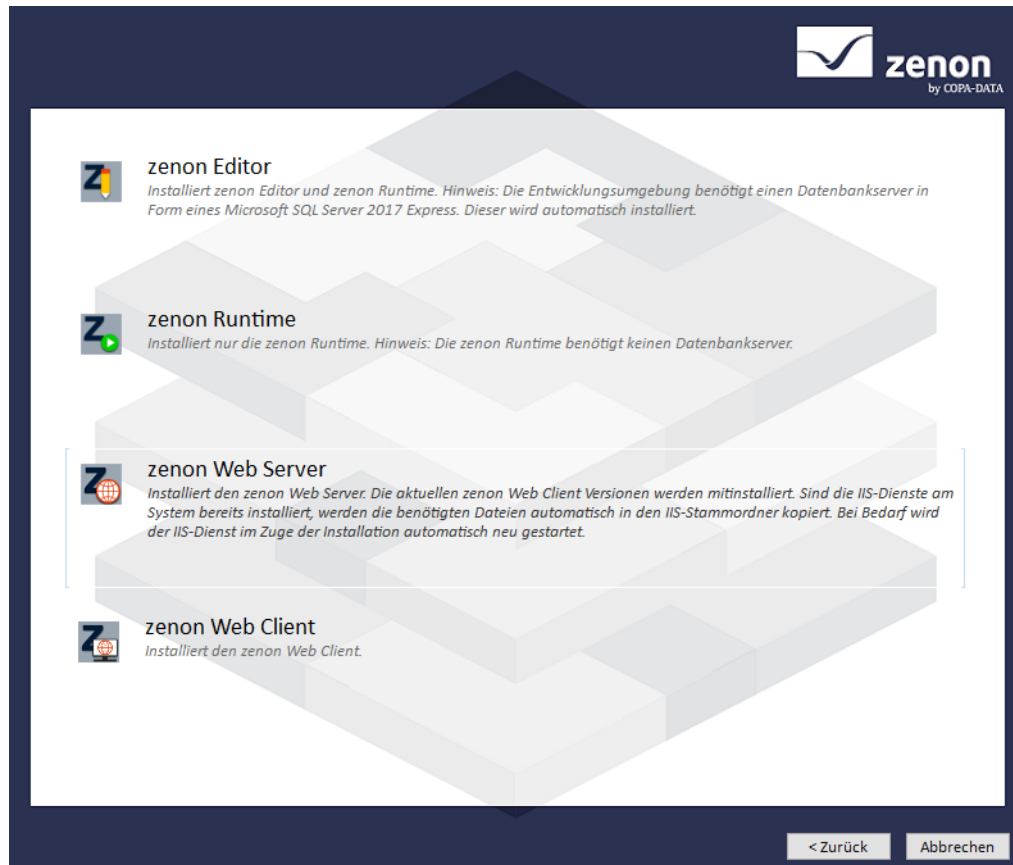 zenon
by COPA-DATA
zenon Editor
Installiert zenon Editor und zenon Runtime. Hinweis: Die Entwicklungsumgebung benötigt einen Datenbankserver in
Form eines Microsoft SQL Server 2017 Express. Dieser wird automatisch installiert.
zenon Runtime
Installiert nur die zenon Runtime. Hinweis: Die zenon Runtime benötigt keinen Datenbankserver.
zenon Web Server
Installiert den zenon Web Server. Die aktuellen zenon Web Client Versionen werden mitinstalliert. Sind die IIS-Dienste am
System bereits installiert, werden die benötigten Dateien automatisch in den IIS-Stammordner kopiert. Bei Bedarf wird
der IIS-Dienst im Zuge der Installation automatisch neu gestartet.
zenon Web Client
Installiert den zenon Web Client.
< Zurück
Abbrechen